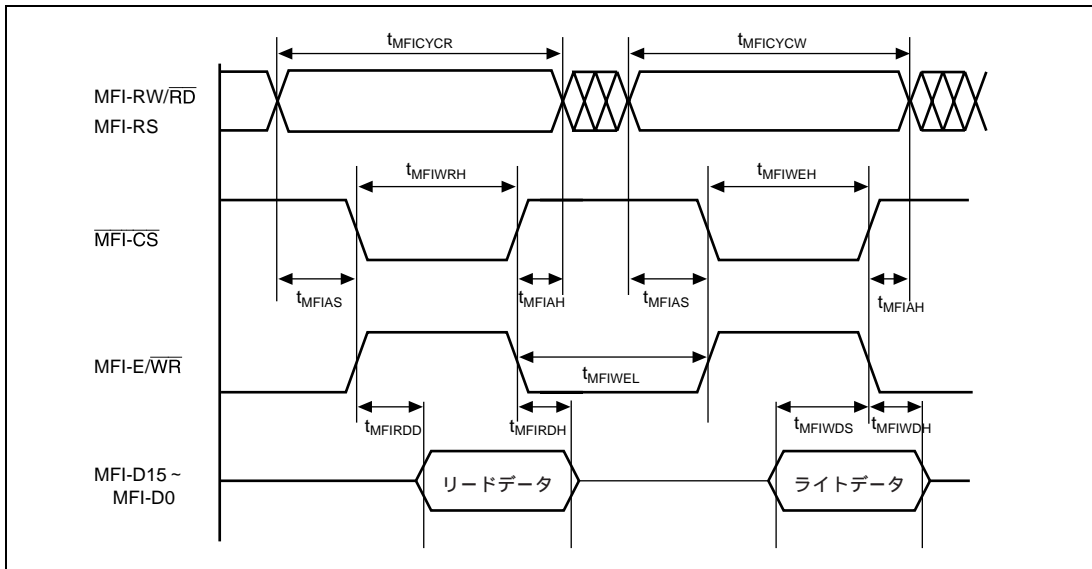 tMFICYCR tMFICYCW
MFI-RW/RD
MFI-RS
tMFIWRH tMFIWEH
MFI-CS
tMFIAS tMFIAH tMFIAS tMFIAH
MFI-E/WR
tMFIWEL
tMFIRDD tMFIRDH tMFIWDS tMFIWDH
MFI-D15~
MFI-D0
リードデータ ライトデータ